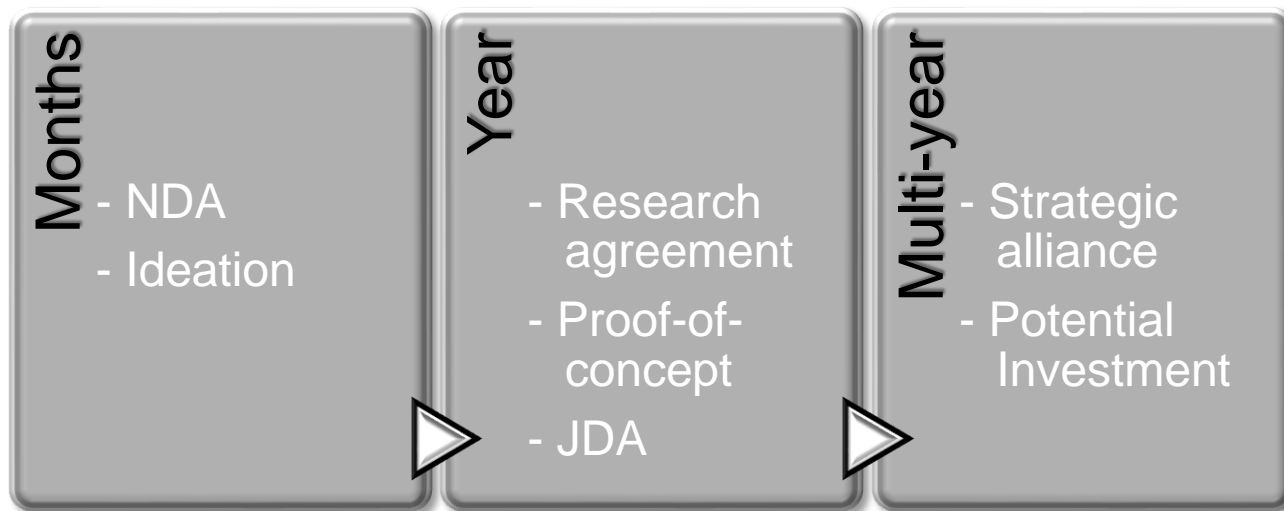 Months
- NDA
- Ideation
Year
- Research
agreement
- Proof-of-
concept
- JDA
Multi-year
- Strategic
alliance
- Potential
Investment